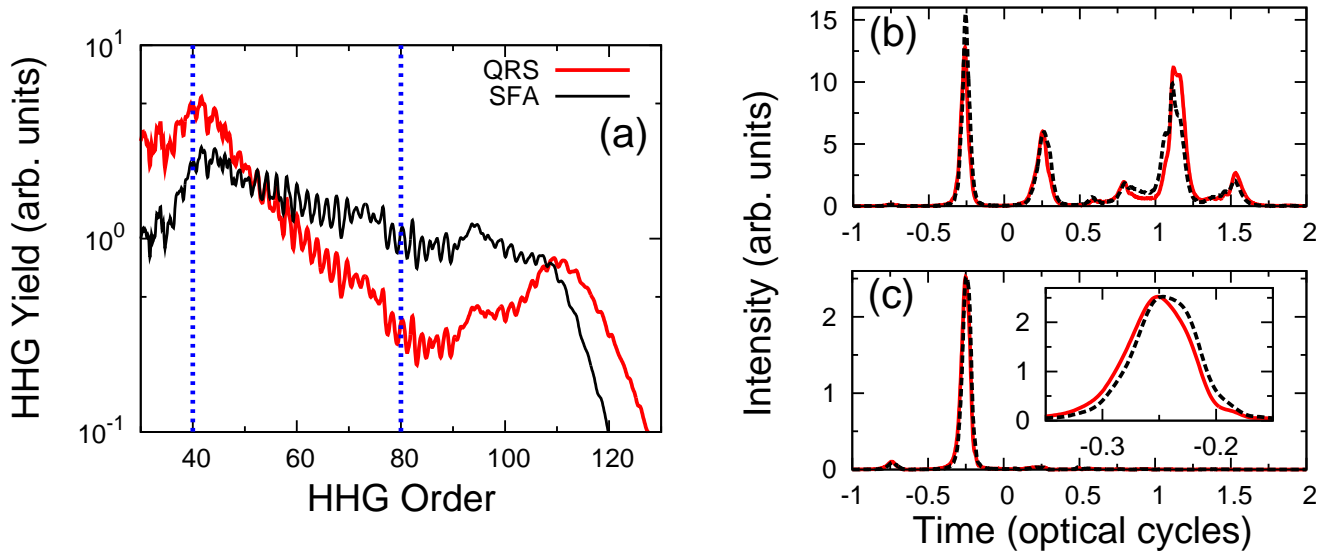 HHG Yield (arb. units)
10^1
10^0
10^-1
QRS
SFA
(a)
40 60 80 100 120
HHG Order
Intensity (arb. units)
(b)
15
10
5
0
-1 -0.5 0 0.5 1 1.5 2
(c)
2
1
0
2
1
0
-0.3 -0.2
-1 -0.5 0 0.5 1 1.5 2
Time (optical cycles)